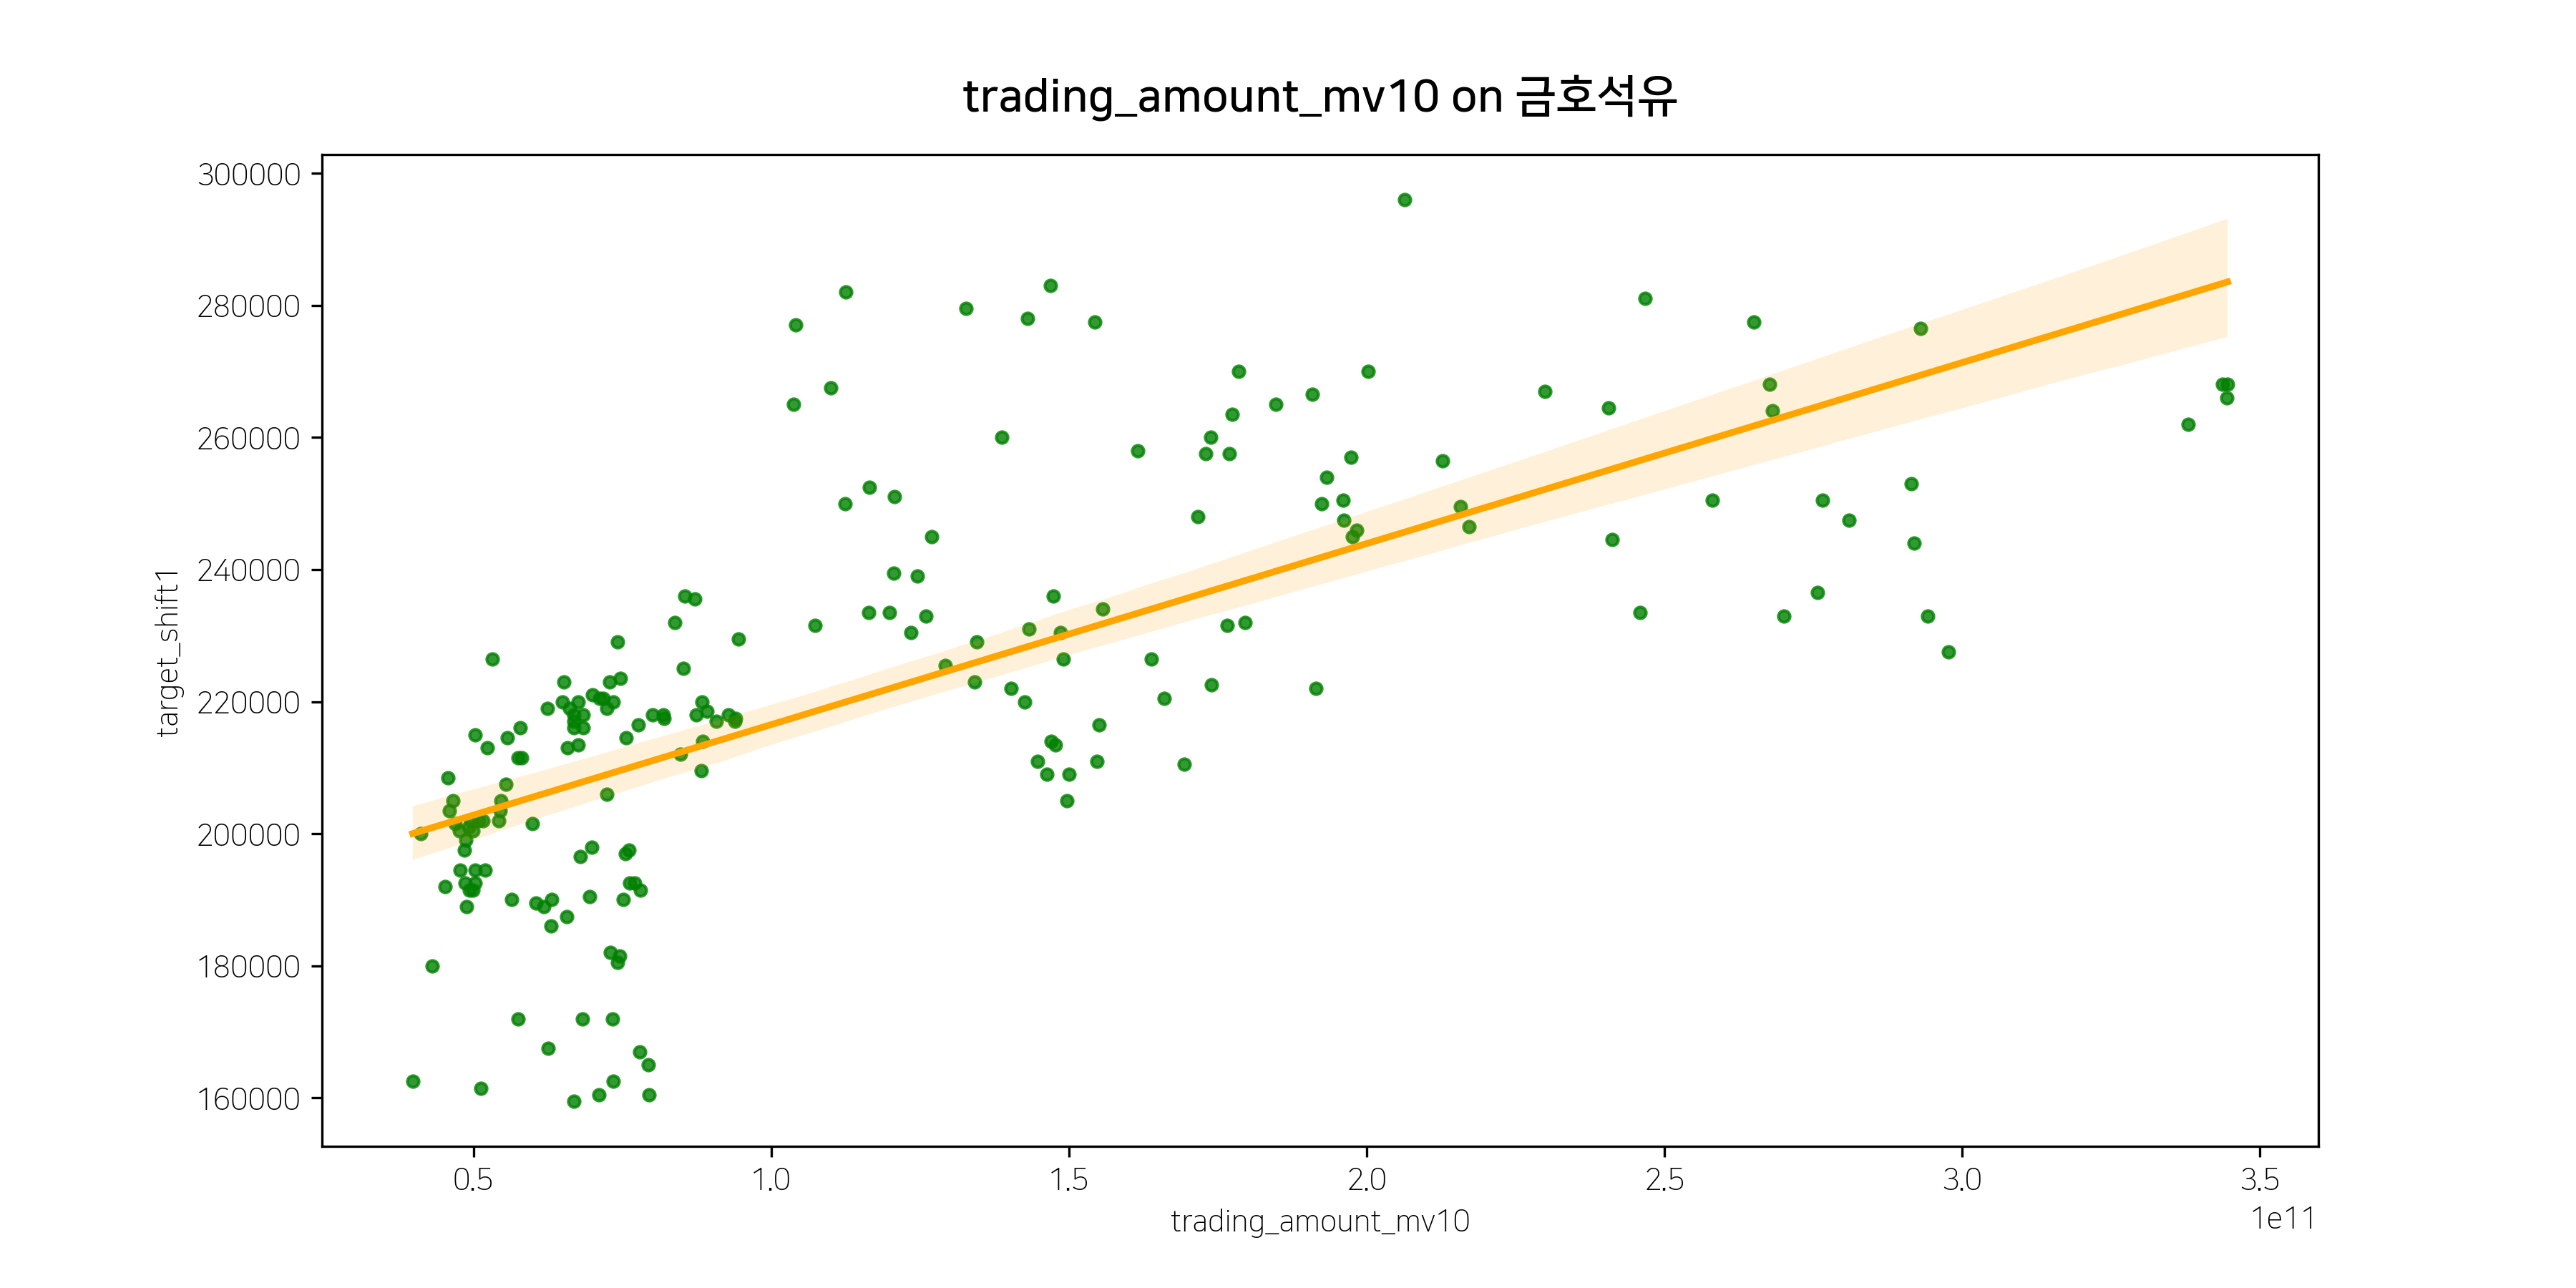 trading_amount_mv10 on 금호석유
300000
280000
260000
240000
220000
200000
180000
160000
target_shift1
0.5 1.0 1.5 2.0 2.5 3.0 3.5
trading_amount_mv10
1e11